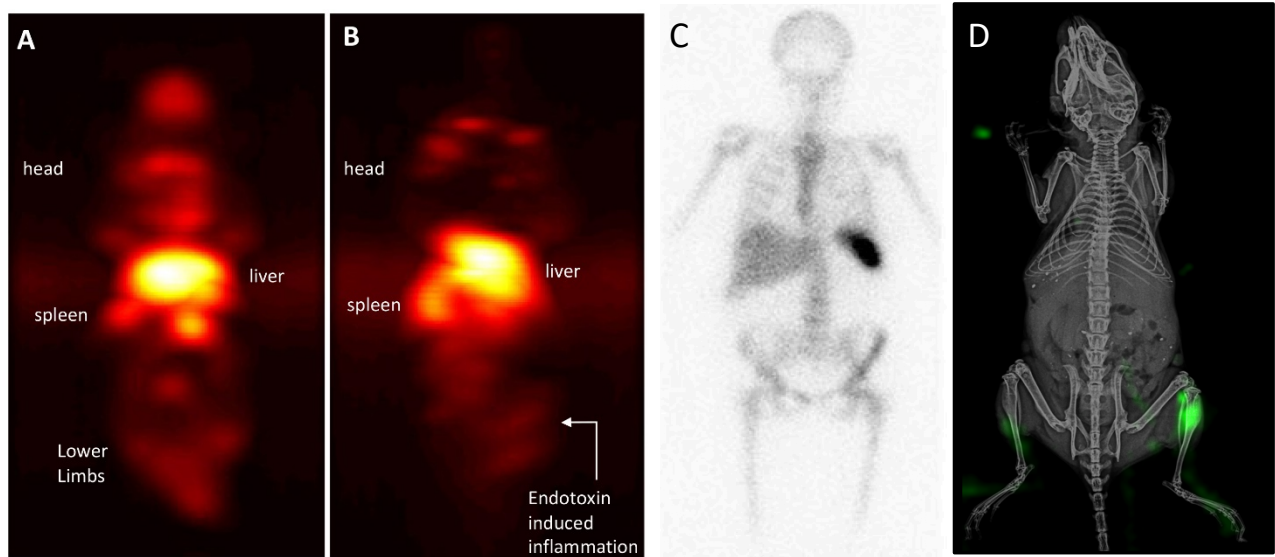 A
head
spleen
liver
Lower
Limbs
B
head
spleen
liver
Endotoxin
induced
inflammation
C
D